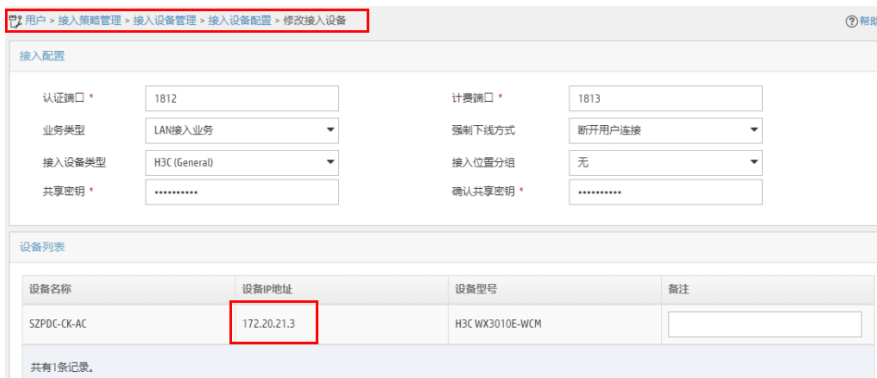 用户 > 接入策略管理 > 接入设备管理 > 接入设备配置 > 修改接入设备 ?帮助
接入配置
认证端口 * 1812 计费端口 * 1813
业务类型 LAN接入业务 强制下线方式 断开用户连接
接入设备类型 H3C (General) 接入位置分组 无
共享密钥 * •••••••••• 确认共享密钥 * ••••••••••
设备列表
设备名称 设备IP地址 设备型号 备注
SZPDC-CK-AC 172.20.21.3 H3C WX3010E-WCM
共有1条记录。